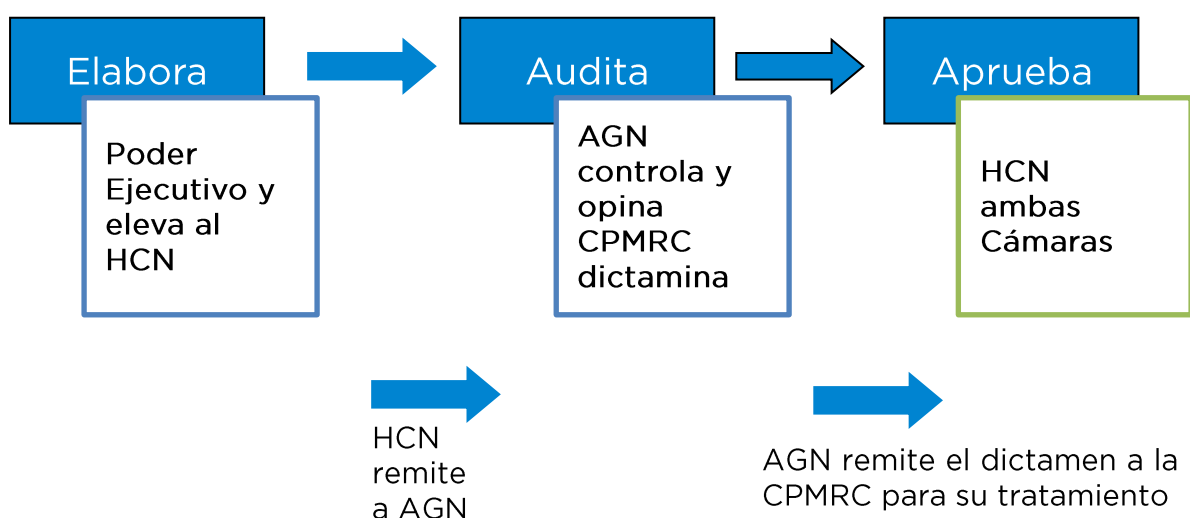 Elabora
Poder
Ejecutivo y
eleva al
HCN
Audita
AGN
controla y
opina
CPMRC
dictamina
Aprueba
HCN
ambas
Cámaras
HCN
remite
a AGN
AGN remite el dictamen a la
CPMRC para su tratamiento